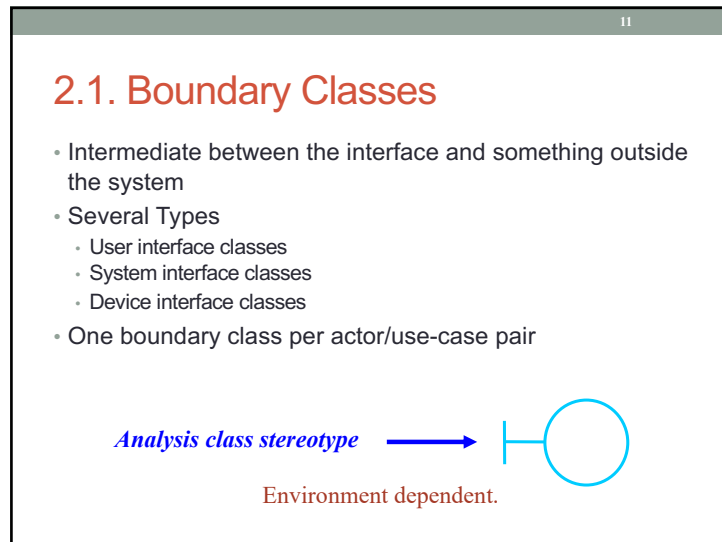 11
2.1. Boundary Classes
• Intermediate between the interface and something outside
the system
• Several Types
• User interface classes
• System interface classes
• Device interface classes
• One boundary class per actor/use-case pair
Analysis class stereotype
Environment dependent.